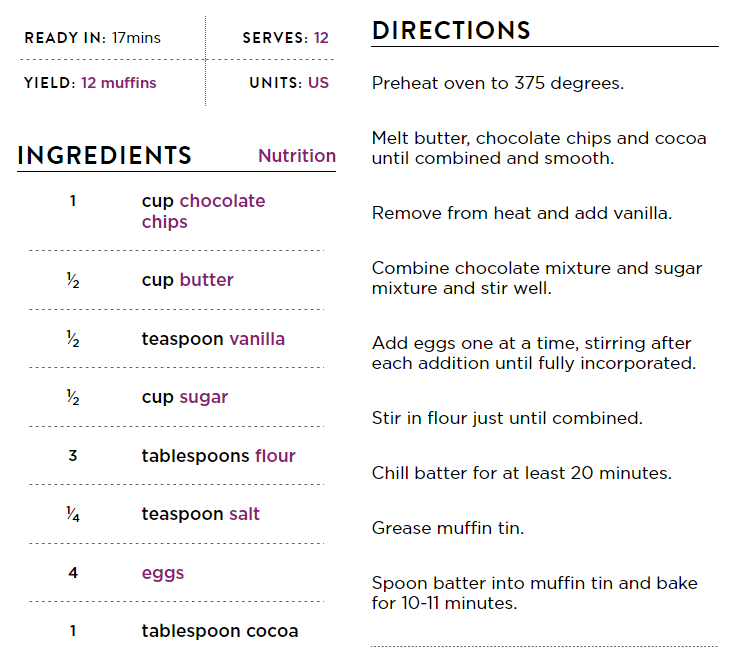 READY IN: 17mins
SERVES: 12
YIELD: 12 muffins
UNITS: US
INGREDIENTS
Nutrition
1 cup chocolate
chips
½ cup butter
½ teaspoon vanilla
½ cup sugar
3 tablespoons flour
¼ teaspoon salt
4 eggs
1 tablespoon cocoa
DIRECTIONS
Preheat oven to 375 degrees.
Melt butter, chocolate chips and cocoa
until combined and smooth.
Remove from heat and add vanilla.
Combine chocolate mixture and sugar
mixture and stir well.
Add eggs one at a time, stirring after
each addition until fully incorporated.
Stir in flour just until combined.
Chill batter for at least 20 minutes.
Grease muffin tin.
Spoon batter into muffin tin and bake
for 10-11 minutes.